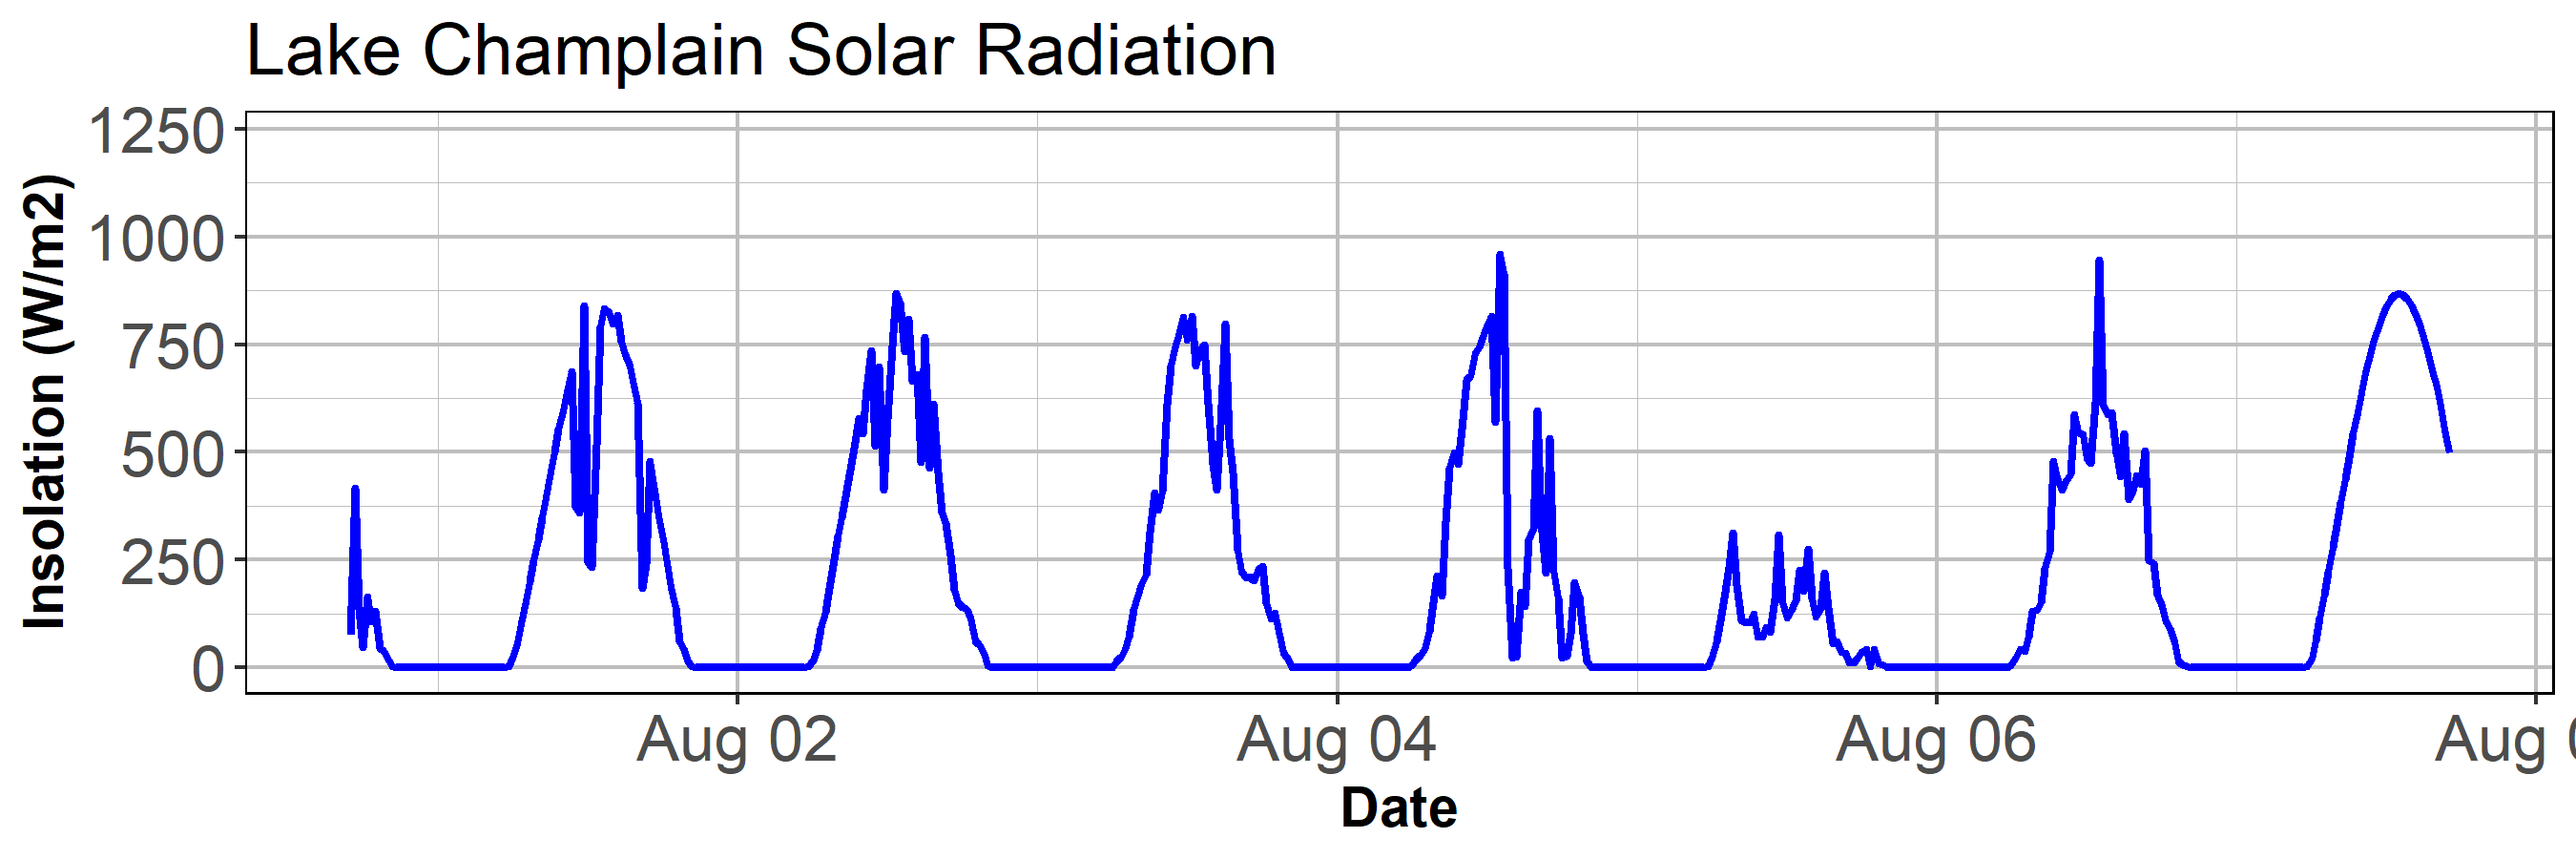 Lake Champlain Solar Radiation
1250
1000
750
500
250
0
Insolation (W/m2)
Aug 02 Aug 04 Aug 06 Aug
Date